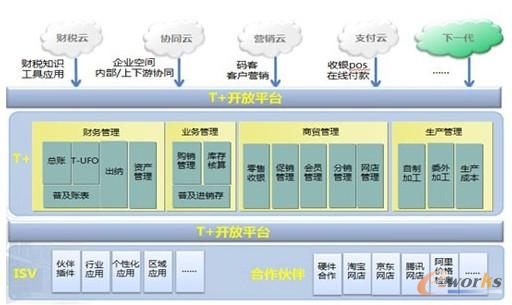 财税云
协同云
营销云
支付云
下一代
财税知识
工具应用
企业空间
内部/上下游协同
码客
客户营销
收银pos
在线付款
……
T+开放平台
T+
财务管理
业务管理
商贸管理
生产管理
总账
T-UFO
出纳
资产
管理
普及账表
购销
管理
库存
核算
普及进销存
零售
收银
促销
管理
会员
管理
分销
管理
网店
管理
自制
加工
委外
加工
生产
成本
T+开放平台
ISV
伙伴
插件
行业
应用
个性化
应用
区域
应用
……
合作伙伴
硬件
合作
淘宝
网店
京东
网店
腾讯
网店
阿里
……